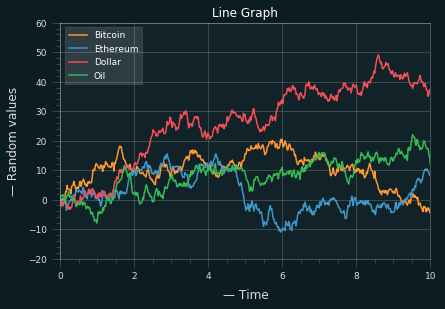 Line Graph
Bitcoin
Ethereum
Dollar
Oil
60
50
40
30
20
10
0
−10
−20
— Random values
0 2 4 6 8 10
— Time